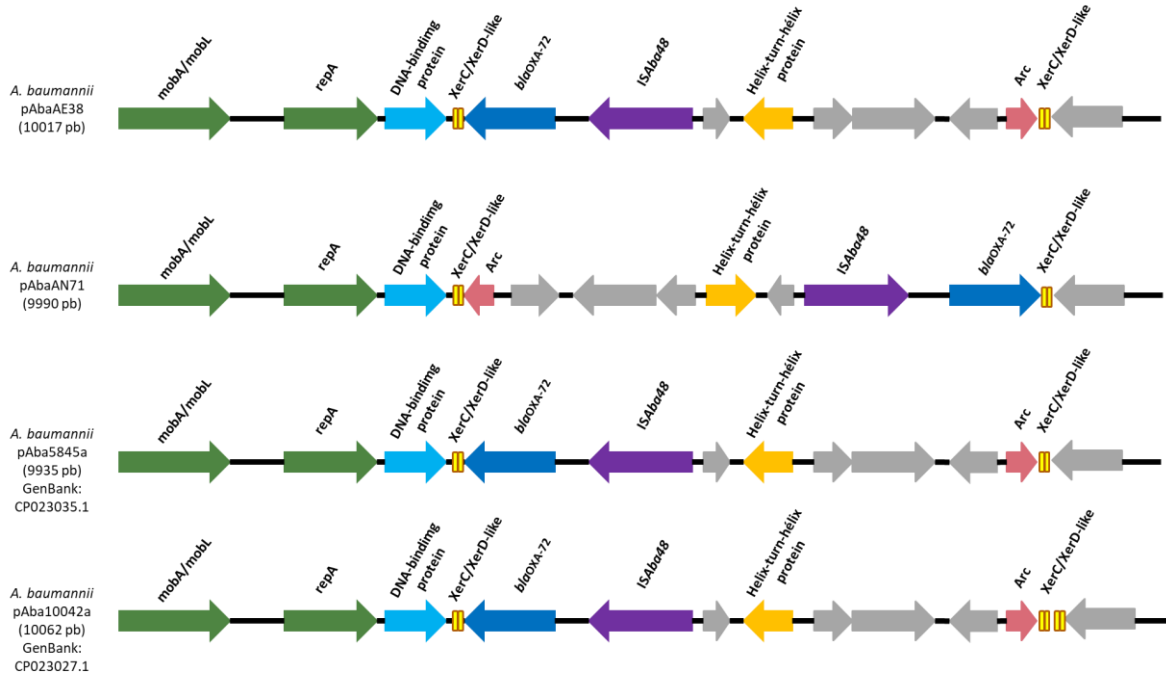 mobA/mobL
repA
DNA-bindimg
protein
XerC/XerD-like
blaOXA-72
ISAba48
Helix-turn-hélix
protein
Arc
XerC/XerD-like
A. baumannii
pAbaAE38
(10017 pb)
mobA/mobL
repA
DNA-bindimg
protein
XerC/XerD-like
Arc
Helix-turn-hélix
protein
ISAba48
blaOXA-72
XerC/XerD-like
A. baumannii
pAbaAN71
(9990 pb)
mobA/mobL
repA
DNA-bindimg
protein
XerC/XerD-like
blaOXA-72
ISAba48
Helix-turn-hélix
protein
Arc
XerC/XerD-like
A. baumannii
pAba5845a
(9935 pb)
GenBank:
CP023035.1
mobA/mobL
repA
DNA-bindimg
protein
XerC/XerD-like
blaOXA-72
ISAba48
Helix-turn-hélix
protein
Arc
XerC/XerD-like
A. baumannii
pAba10042a
(10062 pb)
GenBank:
CP023027.1